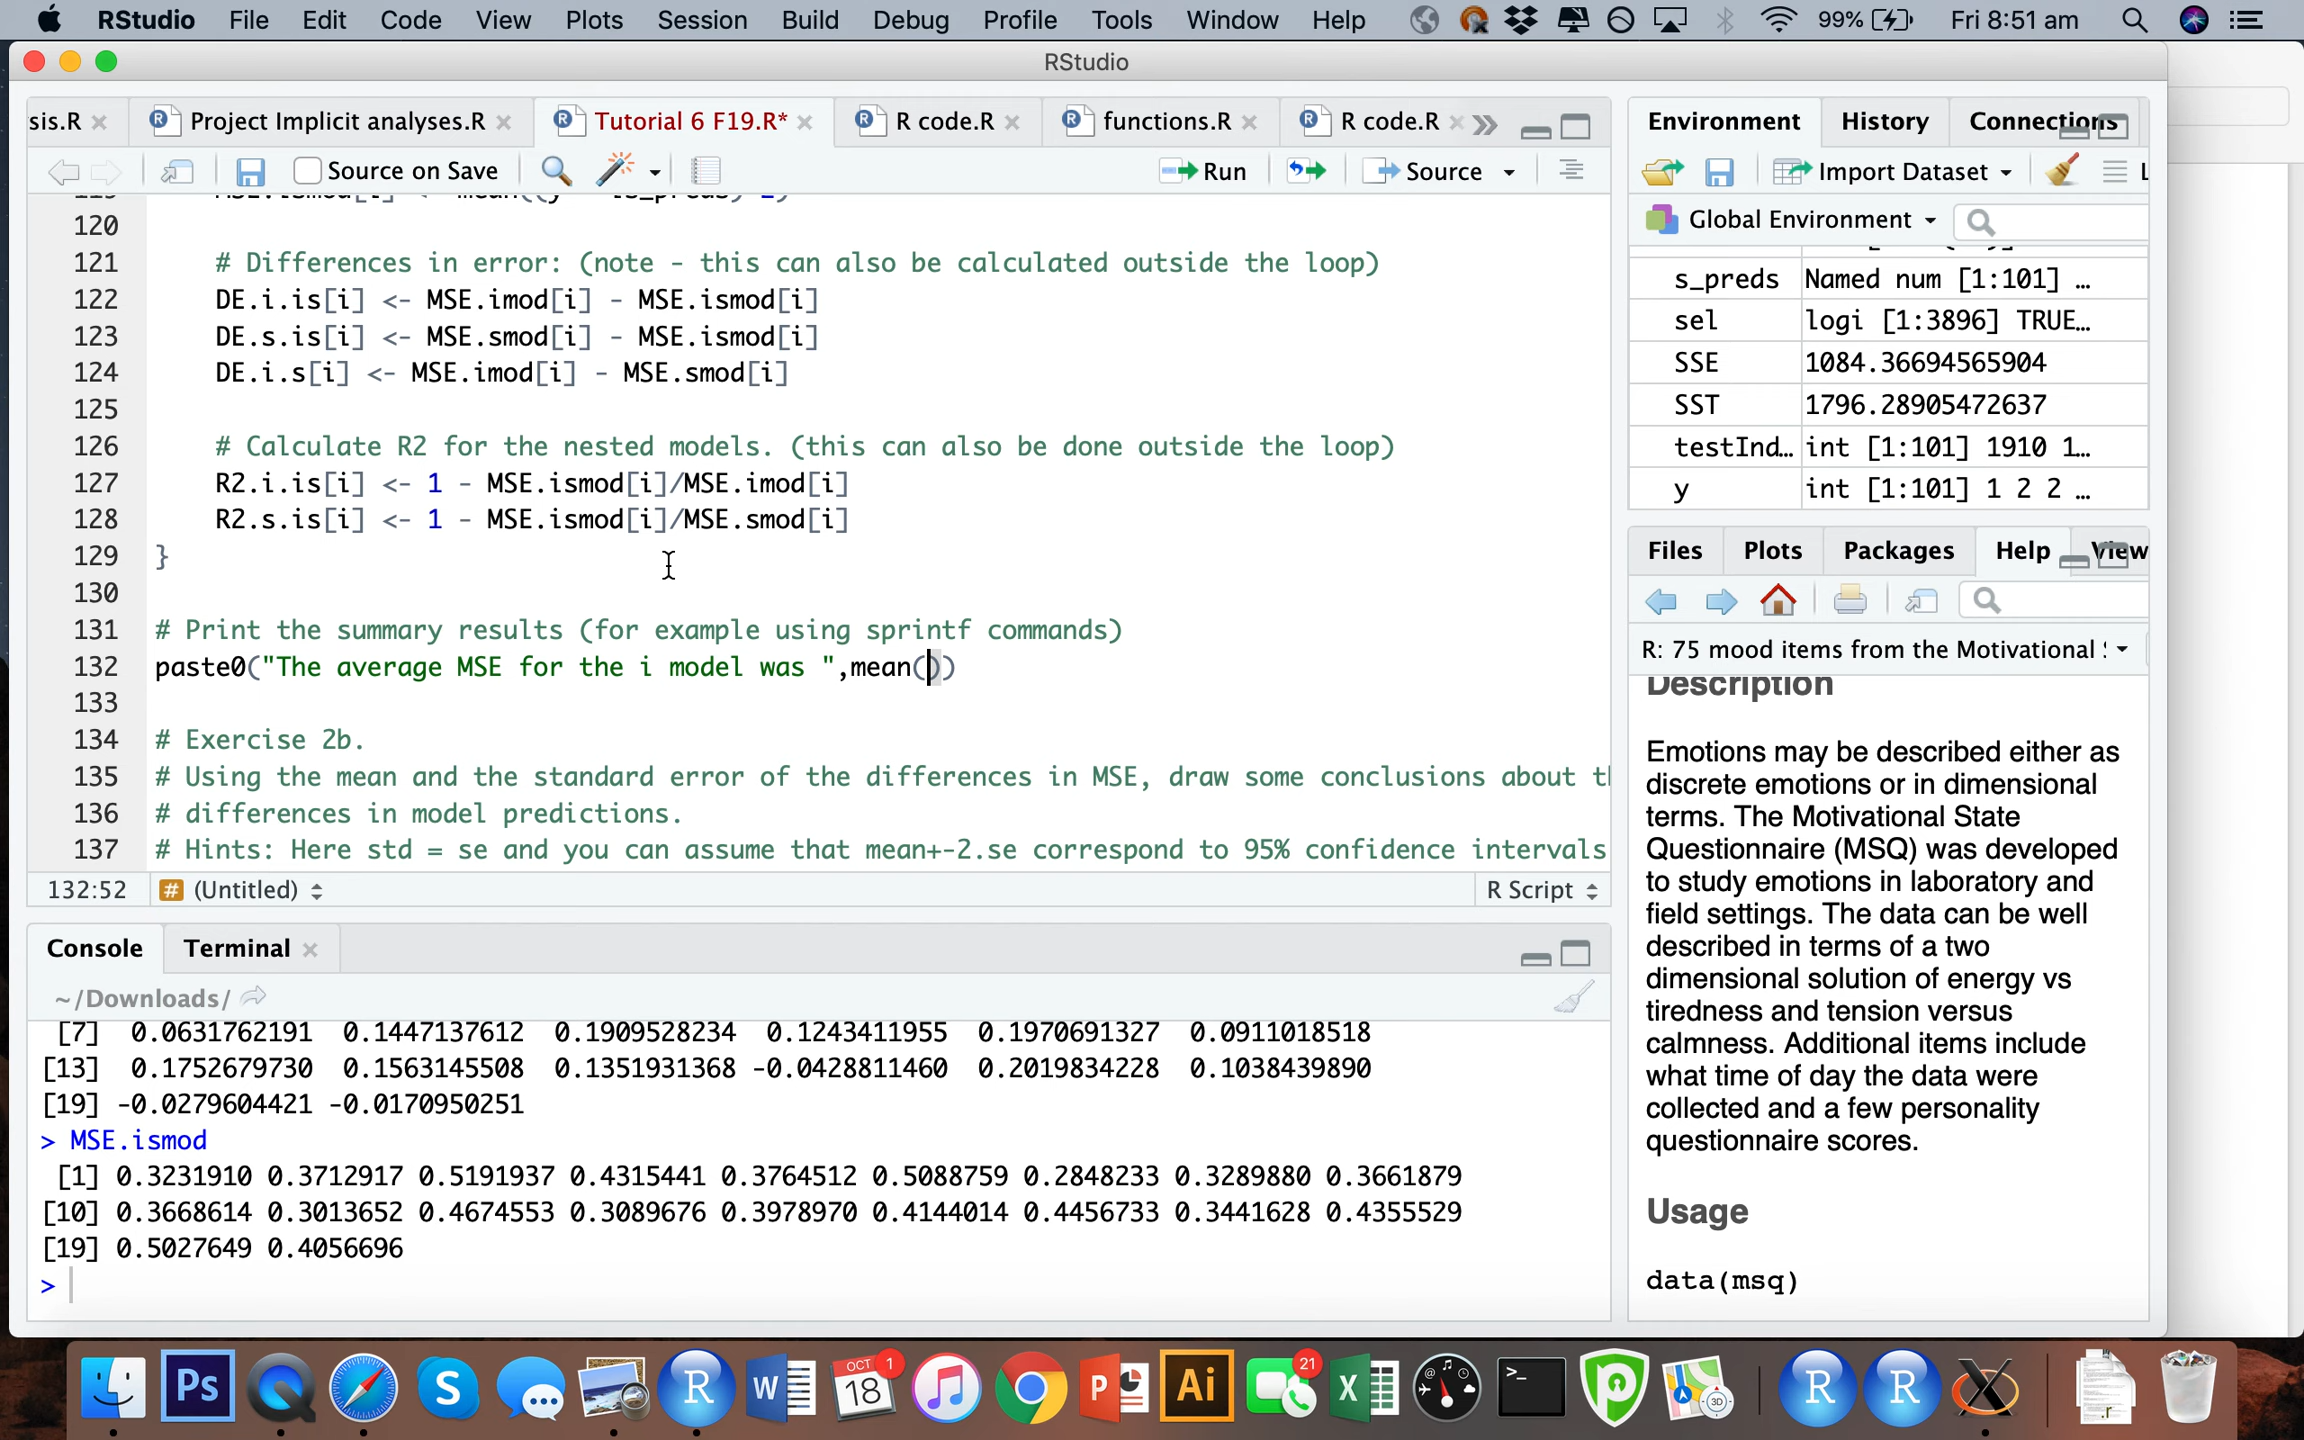 RStudio File Edit Code View Plots Session Build Debug Profile Tools Window Help 99% Fri 8:51 am
RStudio
sis.R Project Implicit analyses.R Tutorial 6 F19.R* R code.R functions.R R code.R
Source on Save Run Source
120
121 # Differences in error: (note - this can also be calculated outside the loop)
122 DE.i.is[i] <- MSE.imod[i] - MSE.ismod[i]
123 DE.s.is[i] <- MSE.smod[i] - MSE.ismod[i]
124 DE.i.s[i] <- MSE.imod[i] - MSE.smod[i]
125
126 # Calculate R2 for the nested models. (this can also be done outside the loop)
127 R2.i.is[i] <- 1 - MSE.ismod[i]/MSE.imod[i]
128 R2.s.is[i] <- 1 - MSE.ismod[i]/MSE.smod[i]
129 }
130
131 # Print the summary results (for example using sprintf commands)
132 paste0("The average MSE for the i model was ",mean())
133
134 # Exercise 2b.
135 # Using the mean and the standard error of the differences in MSE, draw some conclusions about t
136 # differences in model predictions.
137 # Hints: Here std = se and you can assume that mean+-2.se correspond to 95% confidence intervals
132:52 # (Untitled) R Script
Console Terminal
~/Downloads/
[7] 0.0631762191 0.1447137612 0.1909528234 0.1243411955 0.1970691327 0.0911018518
[13] 0.1752679730 0.1563145508 0.1351931368 -0.0428811460 0.2019834228 0.1038439890
[19] -0.0279604421 -0.0170950251
> MSE.ismod
[1] 0.3231910 0.3712917 0.5191937 0.4315441 0.3764512 0.5088759 0.2848233 0.3289880 0.3661879
[10] 0.3668614 0.3013652 0.4674553 0.3089676 0.3978970 0.4144014 0.4456733 0.3441628 0.4355529
[19] 0.5027649 0.4056696
>
Environment History Connections
Import Dataset L
Global Environment
s_preds Named num [1:101] …
sel logi [1:3896] TRUE…
SSE 1084.36694565904
SST 1796.28905472637
testInd… int [1:101] 1910 1…
y int [1:101] 1 2 2 …
Files Plots Packages Help View
R: 75 mood items from the Motivational
Description
Emotions may be described either as
discrete emotions or in dimensional
terms. The Motivational State
Questionnaire (MSQ) was developed
to study emotions in laboratory and
field settings. The data can be well
described in terms of a two
dimensional solution of energy vs
tiredness and tension versus
calmness. Additional items include
what time of day the data were
collected and a few personality
questionnaire scores.
Usage
data(msq)
Ps S R W OCT 18 1 P Ai 21 X >_ 3D R R X .r